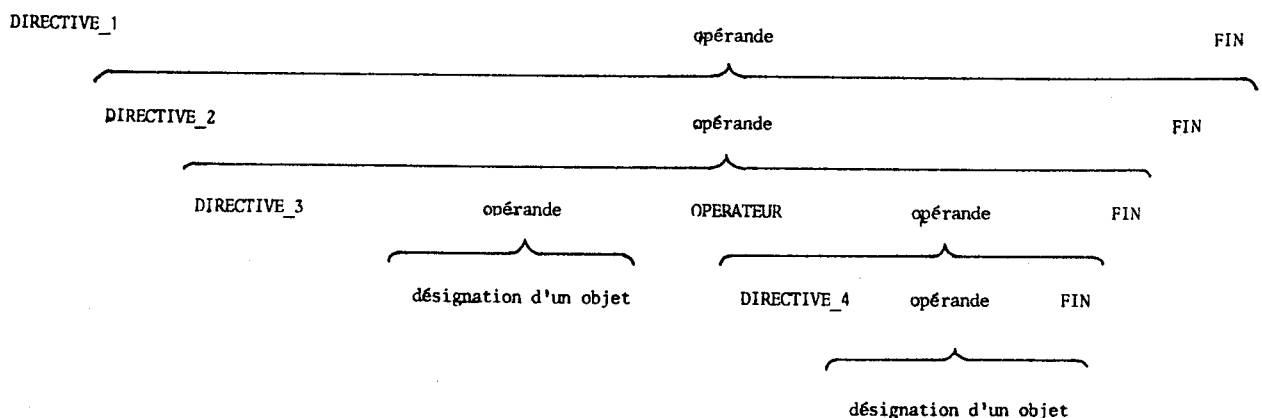 DIRECTIVE_1 opérande FIN
DIRECTIVE_2 opérande FIN
DIRECTIVE_3 opérande OPERATEUR opérande FIN
désignation d'un objet DIRECTIVE_4 opérande FIN
désignation d'un objet